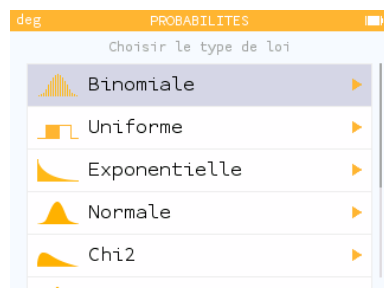 deg PROBABILITES
Choisir le type de loi
Binomiale
Uniforme
Exponentielle
Normale
Chi2